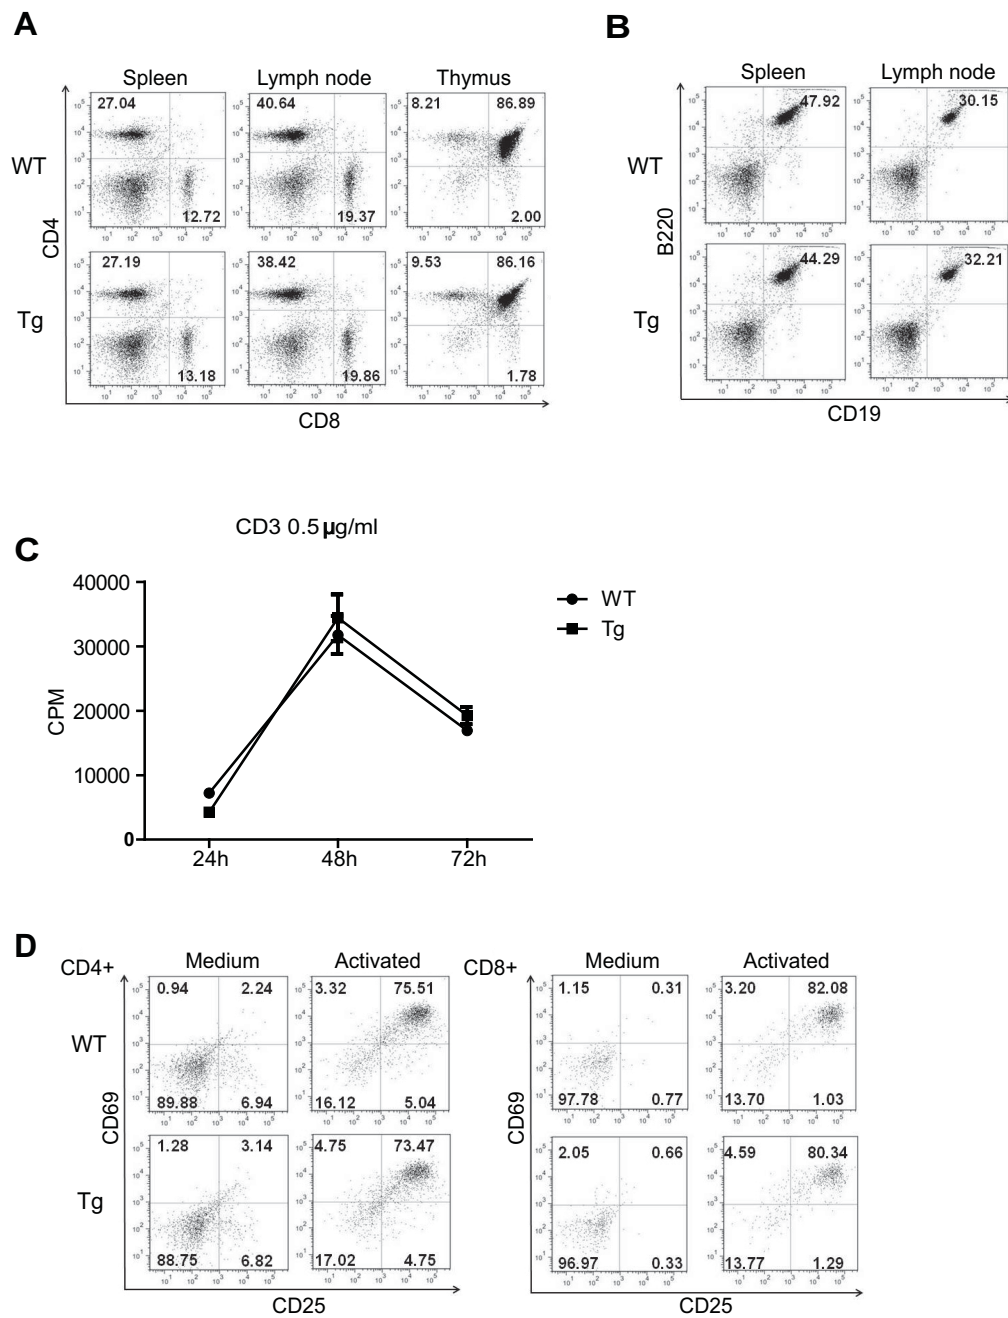 A
B
Spleen Lymph node Thymus
Spleen Lymph node
WT
27.04
12.72
40.64
19.37
8.21 86.89
2.00
WT
47.92
30.15
CD4
B220
Tg
27.19
13.18
38.42
19.86
9.53 86.16
1.78
Tg
44.29
32.21
CD8
CD19
C
CD3 0.5 µg/ml
40000
30000
20000
10000
0
CPM
24h 48h 72h
WT
Tg
D
CD4+
Medium Activated
WT
0.94 2.24
89.88 6.94
3.32 75.51
16.12 5.04
CD69
Tg
1.28 3.14
88.75 6.82
4.75 73.47
17.02 4.75
CD25
CD8+
Medium Activated
1.15 0.31
97.78 0.77
3.20 82.08
13.70 1.03
CD69
2.05 0.66
96.97 0.33
4.59 80.34
13.77 1.29
CD25